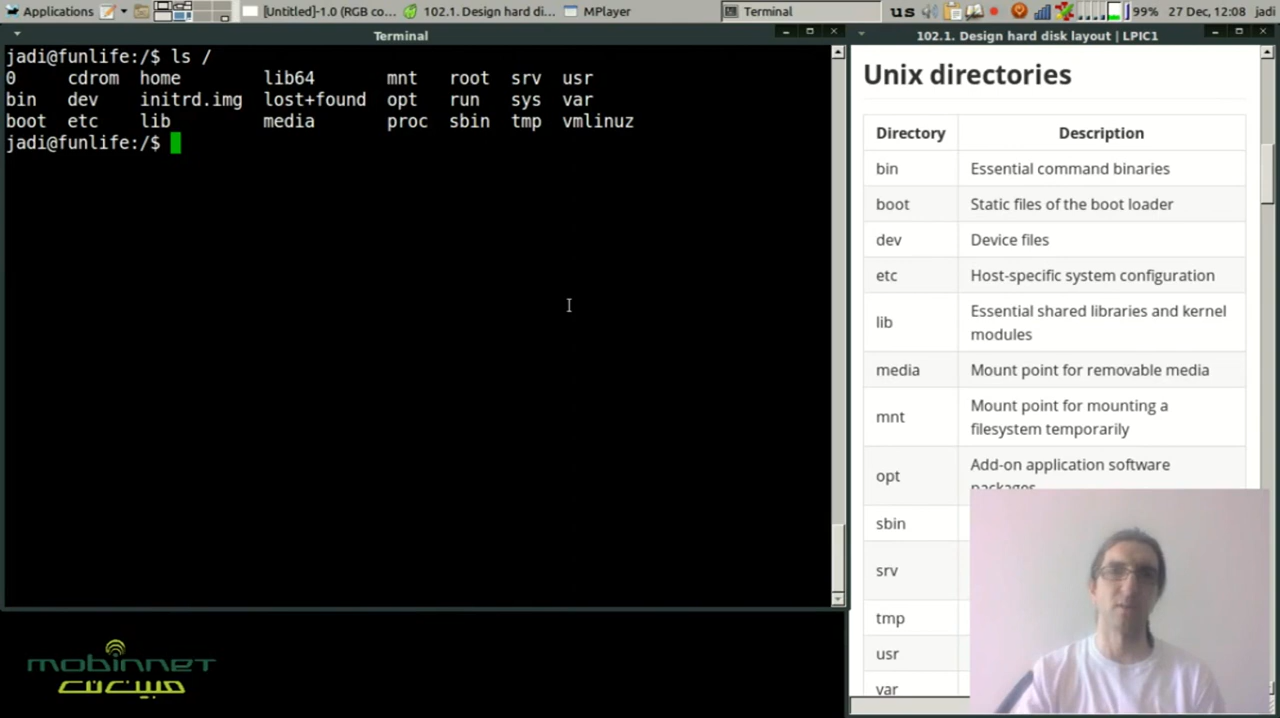 Applications
[Untitled]-1.0 (RGB co...
102.1. Design hard di...
MPlayer
Terminal
us
99%
27 Dec, 12:08
jadi
Terminal
jadi@funlife:/$ ls /
0 cdrom home lib64 mnt root srv usr
bin dev initrd.img lost+found opt run sys var
boot etc lib media proc sbin tmp vmlinuz
jadi@funlife:/$
mobinnet
مبین‌نت
102.1. Design hard disk layout | LPIC1
Unix directories
Directory Description
bin Essential command binaries
boot Static files of the boot loader
dev Device files
etc Host-specific system configuration
lib Essential shared libraries and kernel
modules
media Mount point for removable media
mnt Mount point for mounting a
filesystem temporarily
opt Add-on application software
packages
sbin
srv
tmp
usr
var